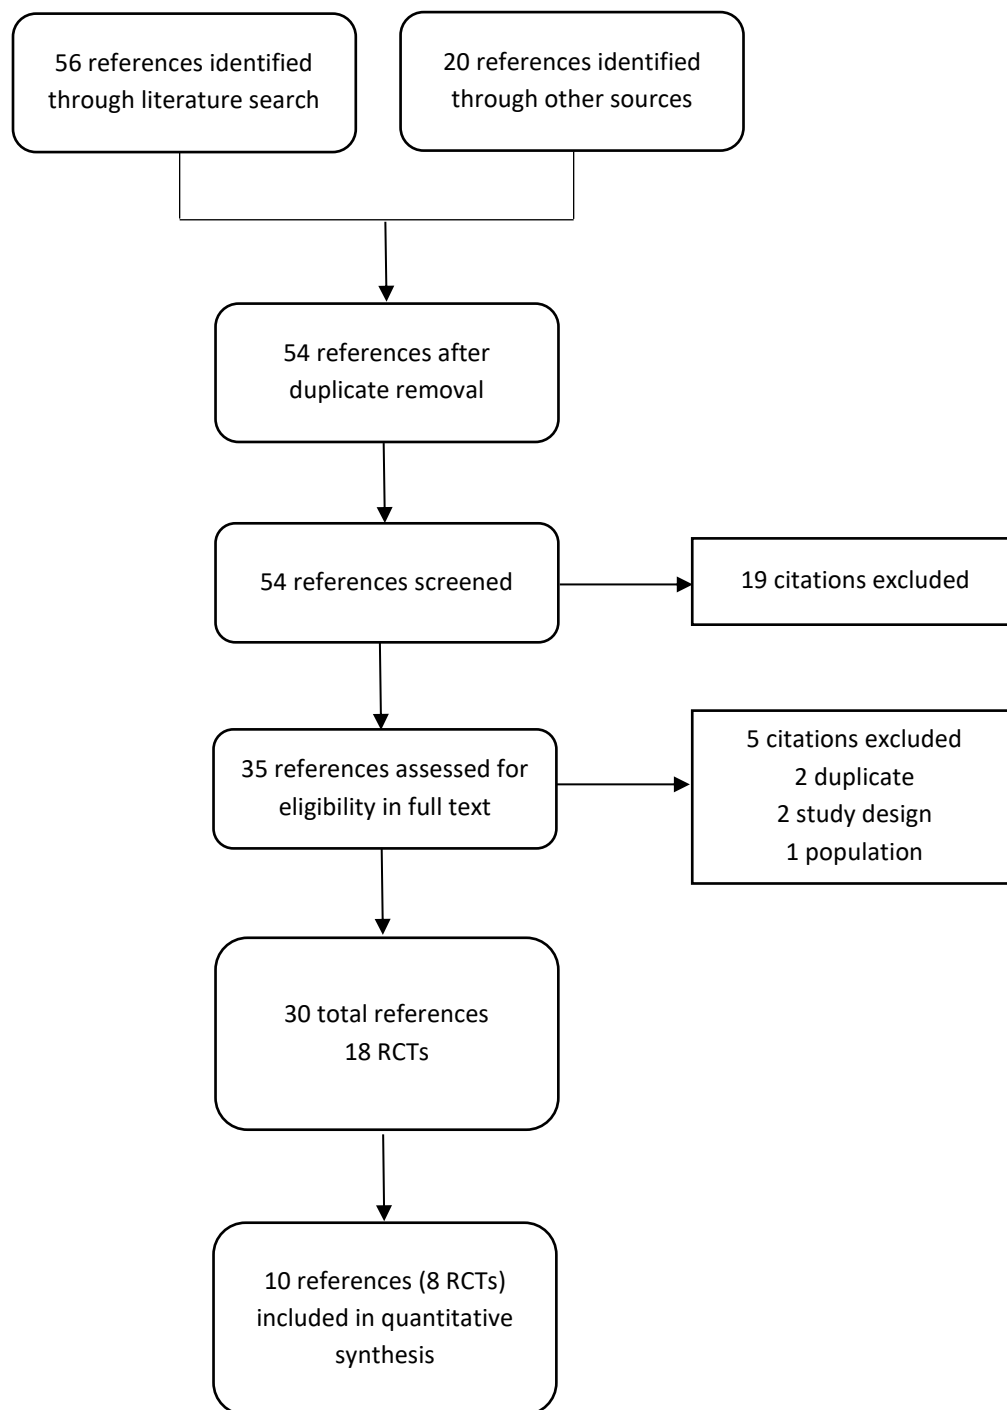 56 references identified
through literature search
20 references identified
through other sources
54 references after
duplicate removal
54 references screened
19 citations excluded
35 references assessed for
eligibility in full text
5 citations excluded
2 duplicate
2 study design
1 population
30 total references
18 RCTs
10 references (8 RCTs)
included in quantitative
synthesis